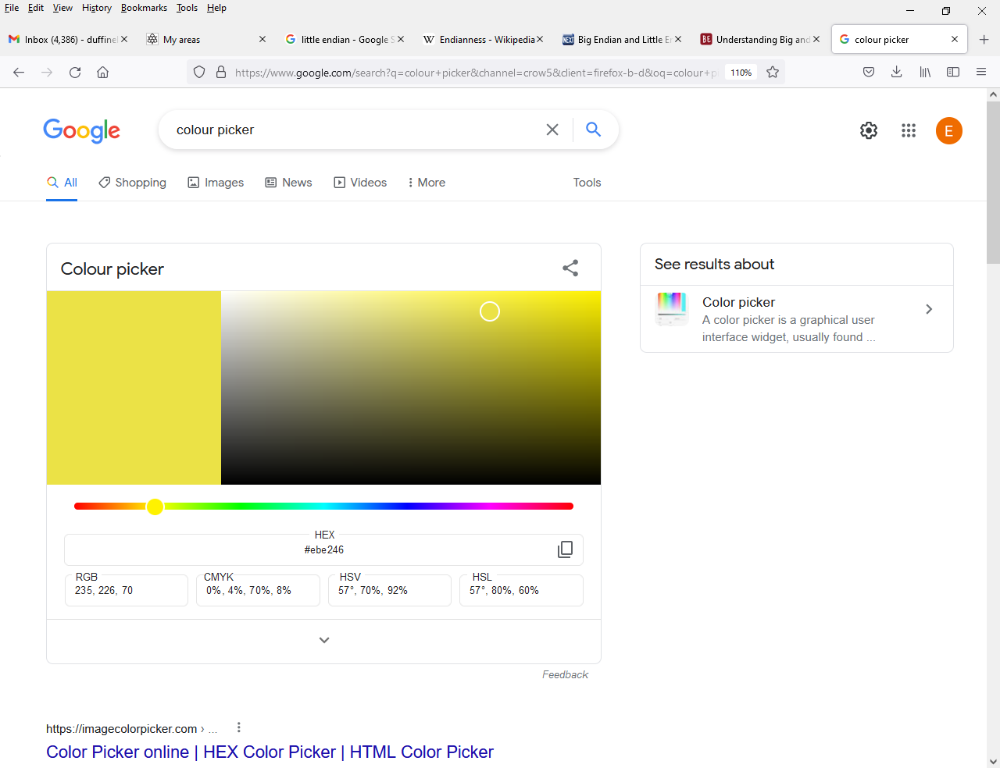 File Edit View History Bookmarks Tools Help
Inbox (4,386) - duffine
My areas
little endian - Google S
Endianness - Wikipedia
Big Endian and Little En
Understanding Big and
colour picker
https://www.google.com/search?q=colour+picker&channel=crow5&client=firefox-b-d&oq=colour+p
110%
Google
colour picker
E
All
Shopping
Images
News
Videos
More
Tools
Colour picker
HEX
#ebe246
RGB
235, 226, 70
CMYK
0%, 4%, 70%, 8%
HSV
57°, 70%, 92%
HSL
57°, 80%, 60%
Feedback
See results about
Color picker
A color picker is a graphical user
interface widget, usually found ...
https://imagecolorpicker.com › ...
Color Picker online | HEX Color Picker | HTML Color Picker